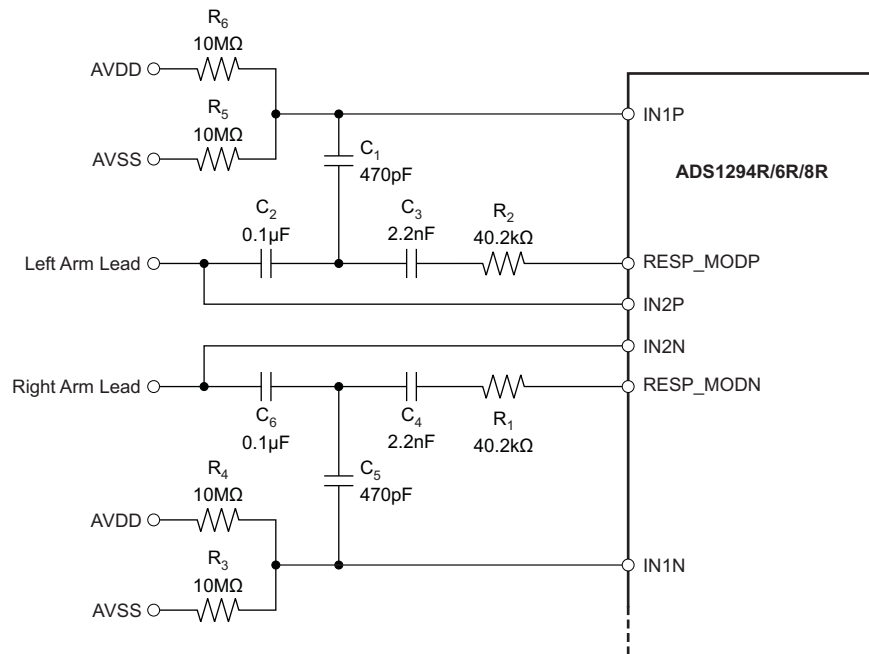 R6
10MΩ
AVDD
R5
10MΩ
AVSS
IN1P
C1
470pF
ADS1294R/6R/8R
C2
0.1µF
C3
2.2nF
R2
40.2kΩ
Left Arm Lead
RESP_MODP
IN2P
IN2N
Right Arm Lead
RESP_MODN
C6
0.1µF
C4
2.2nF
R1
40.2kΩ
C5
470pF
R4
10MΩ
AVDD
R3
10MΩ
AVSS
IN1N